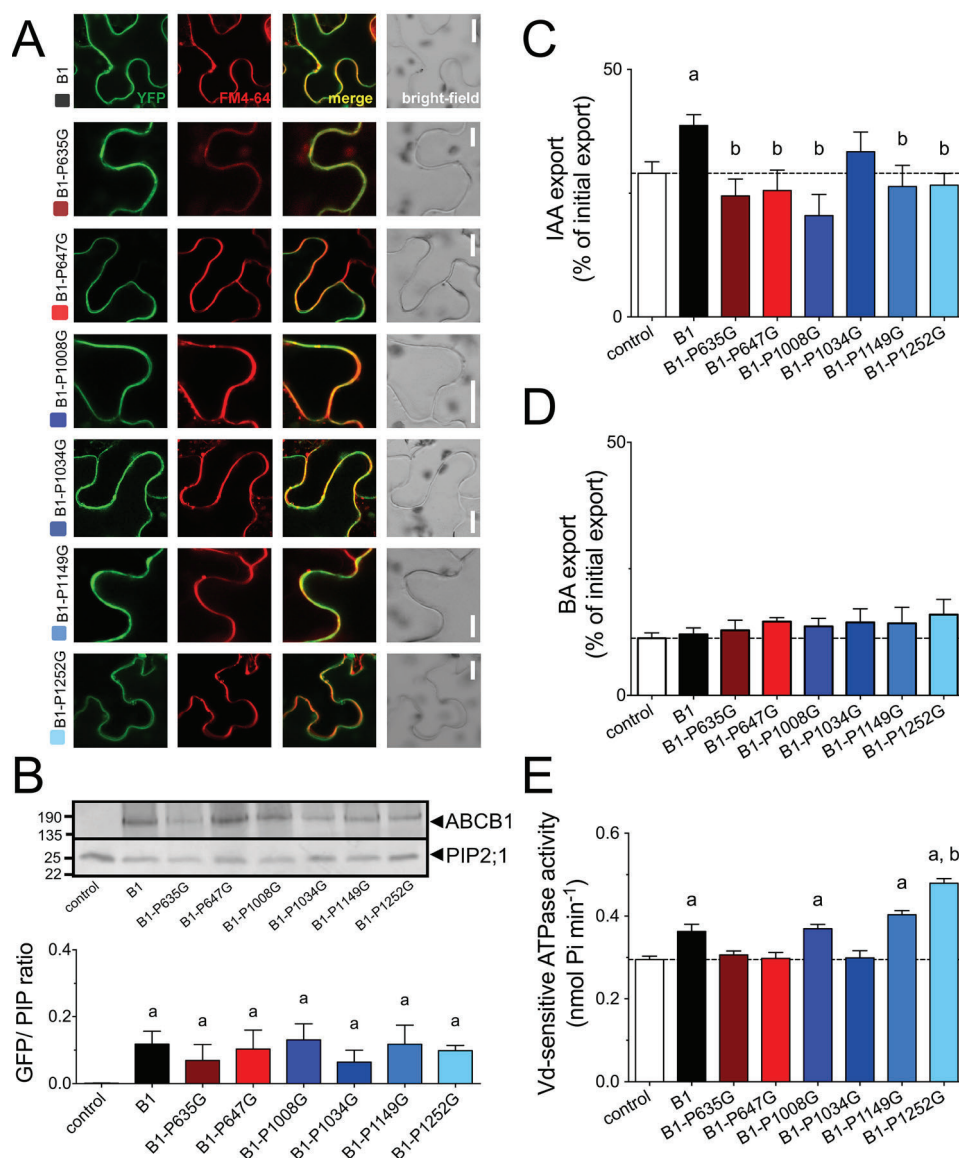 A
B1
YFP
FM4-64
merge
bright-field
B1-P635G
B1-P647G
B1-P1008G
B1-P1034G
B1-P1149G
B1-P1252G
B
190
135
ABCB1
25
22
PIP2;1
control
B1
B1-P635G
B1-P647G
B1-P1008G
B1-P1034G
B1-P1149G
B1-P1252G
GFP/ PIP ratio
0.4
0.2
0.0
a
a
a
a
a
a
a
control
B1
B1-P635G
B1-P647G
B1-P1008G
B1-P1034G
B1-P1149G
B1-P1252G
C
IAA export
(% of initial export)
50
0
a
b
b
b
b
b
control
B1
B1-P635G
B1-P647G
B1-P1008G
B1-P1034G
B1-P1149G
B1-P1252G
D
BA export
(% of initial export)
50
0
control
B1
B1-P635G
B1-P647G
B1-P1008G
B1-P1034G
B1-P1149G
B1-P1252G
E
Vd-sensitive ATPase activity
(nmol Pi min⁻¹)
0.6
0.4
0.2
0.0
a
a
a
a, b
control
B1
B1-P635G
B1-P647G
B1-P1008G
B1-P1034G
B1-P1149G
B1-P1252G